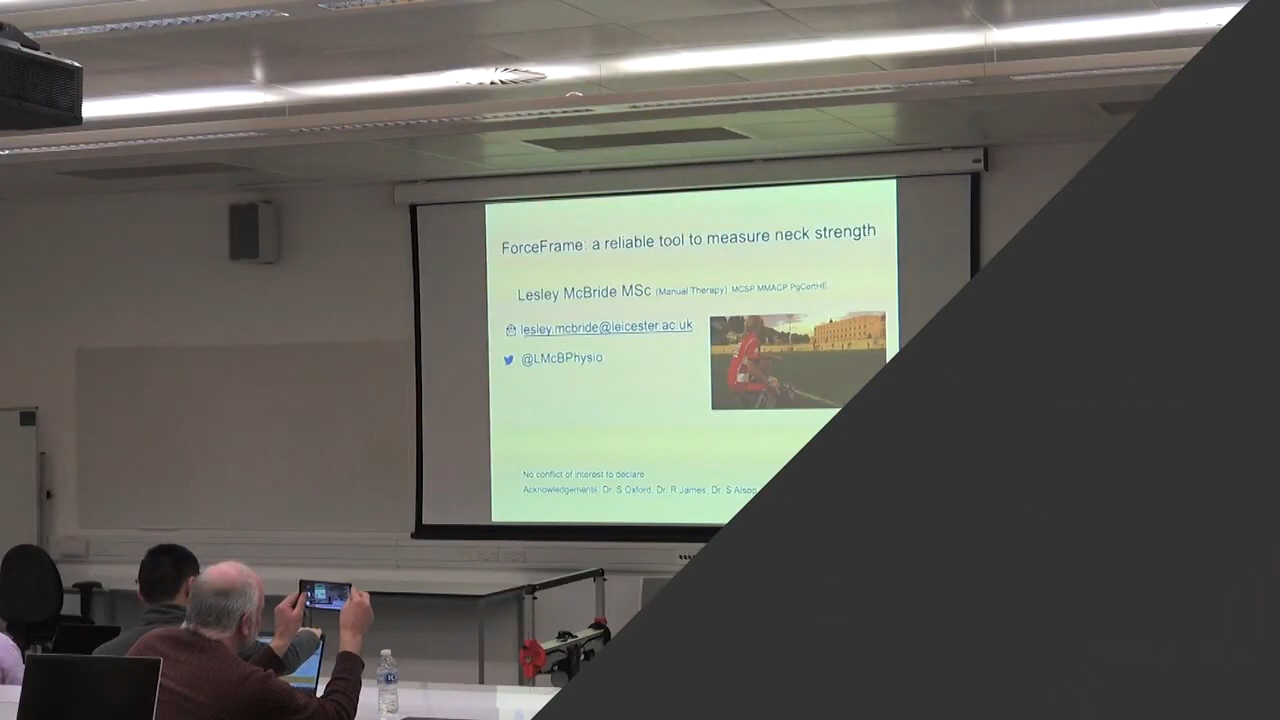 ForceFrame: a reliable tool to measure neck strength
Lesley McBride MSc (Manual Therapy) MCSP MMACP PgCertHE
lesley.mcbride@leicester.ac.uk
@LMcBPhysio
No conflict of interest to declare
Acknowledgements: Dr. S Oxford, Dr. R James, Dr. S Alsop